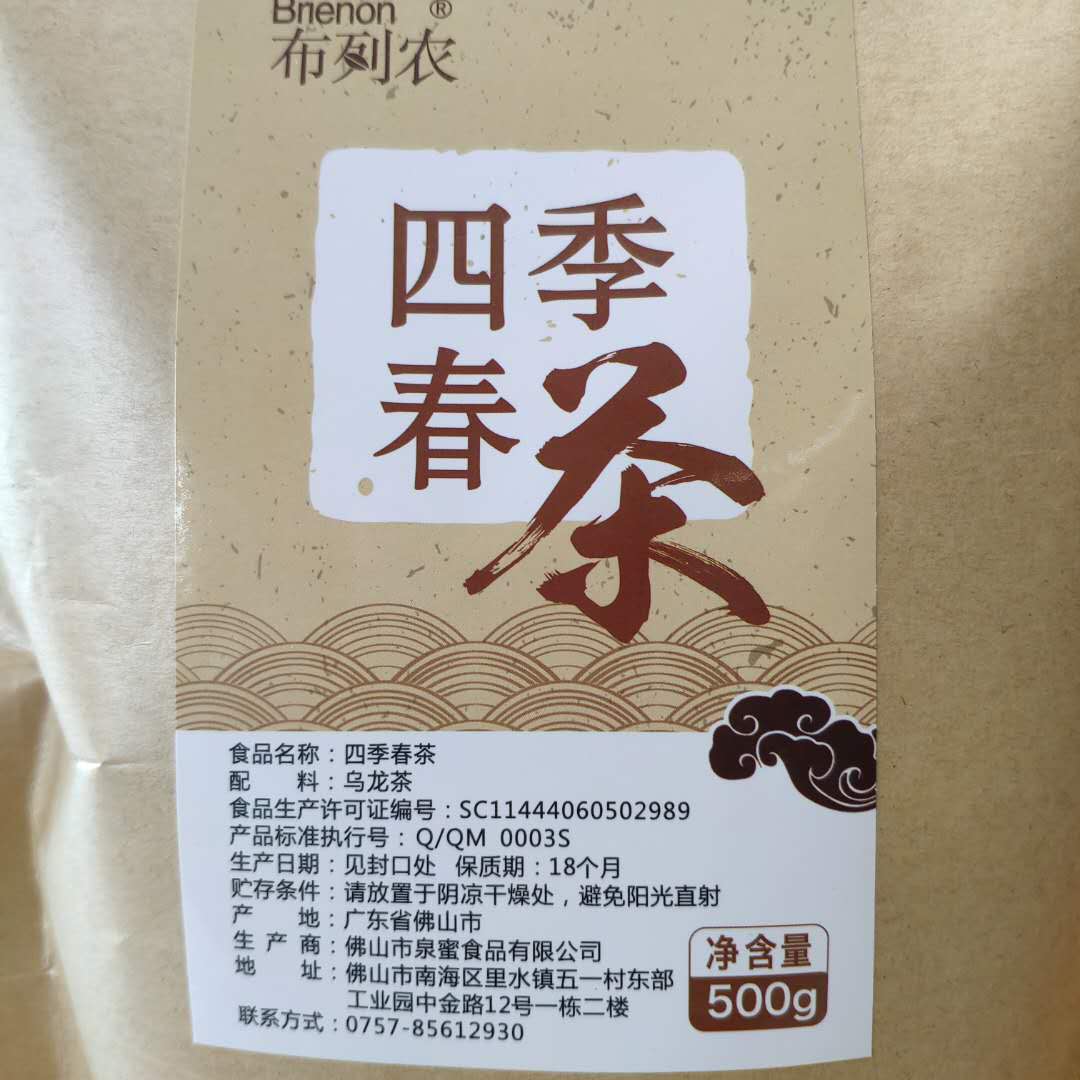 Brienon ®
布列农
四季
春茶
食品名称：四季春茶
配 料：乌龙茶
食品生产许可证编号：SC11444060502989
产品标准执行号：Q/QM 0003S
生产日期：见封口处 保质期：18个月
贮存条件：请放置于阴凉干燥处，避免阳光直射
产 地：广东省佛山市
生 产 商：佛山市泉蜜食品有限公司
地 址：佛山市南海区里水镇五一村东部
工业园中金路12号一栋二楼
联系方式：0757-85612930
净含量
500g